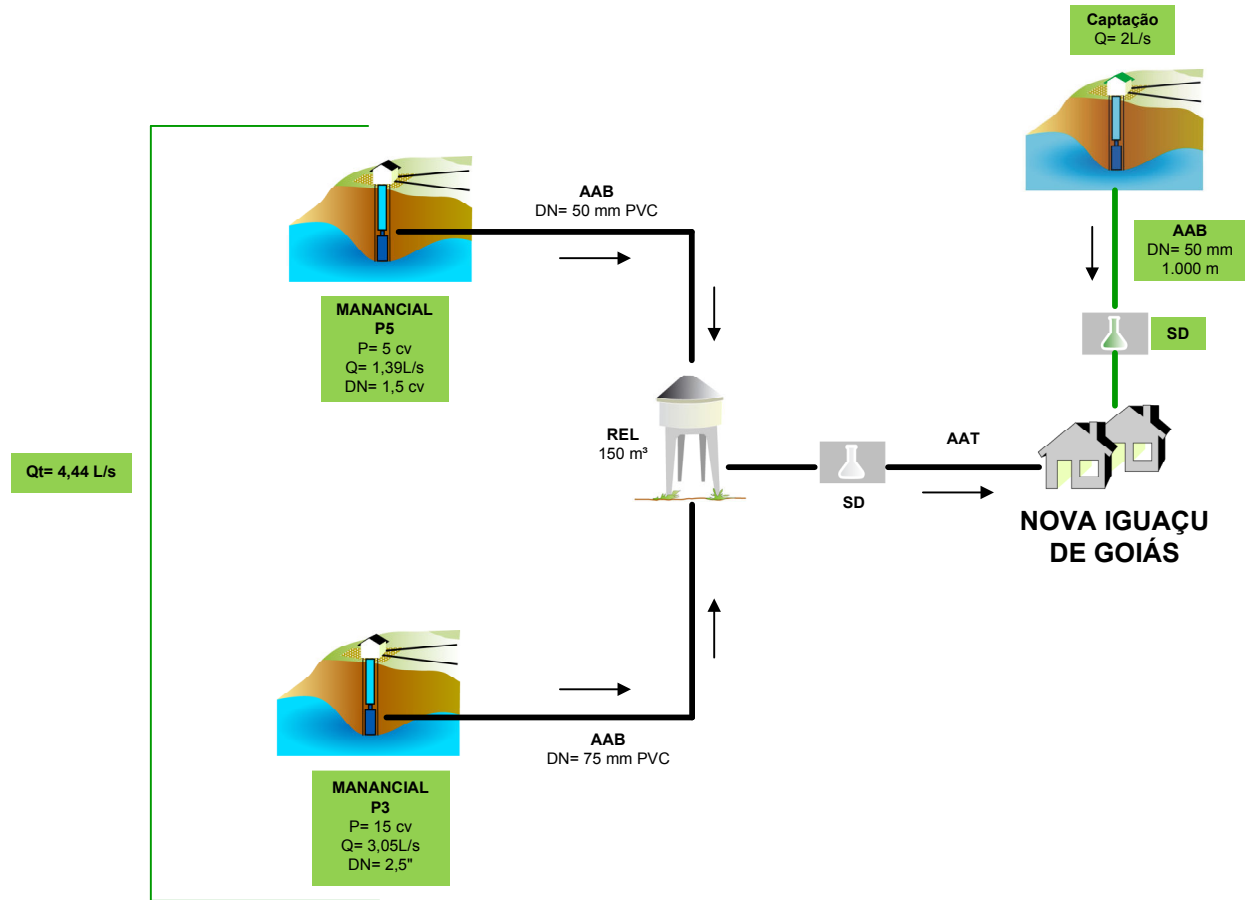 Captação
Q= 2L/s
AAB
DN= 50 mm PVC
AAB
DN= 50 mm
1.000 m
MANANCIAL
P5
P= 5 cv
Q= 1,39L/s
DN= 1,5 cv
SD
REL
150 m³
AAT
Qt= 4,44 L/s
SD
NOVA IGUAÇU
DE GOIÁS
AAB
DN= 75 mm PVC
MANANCIAL
P3
P= 15 cv
Q= 3,05L/s
DN= 2,5"